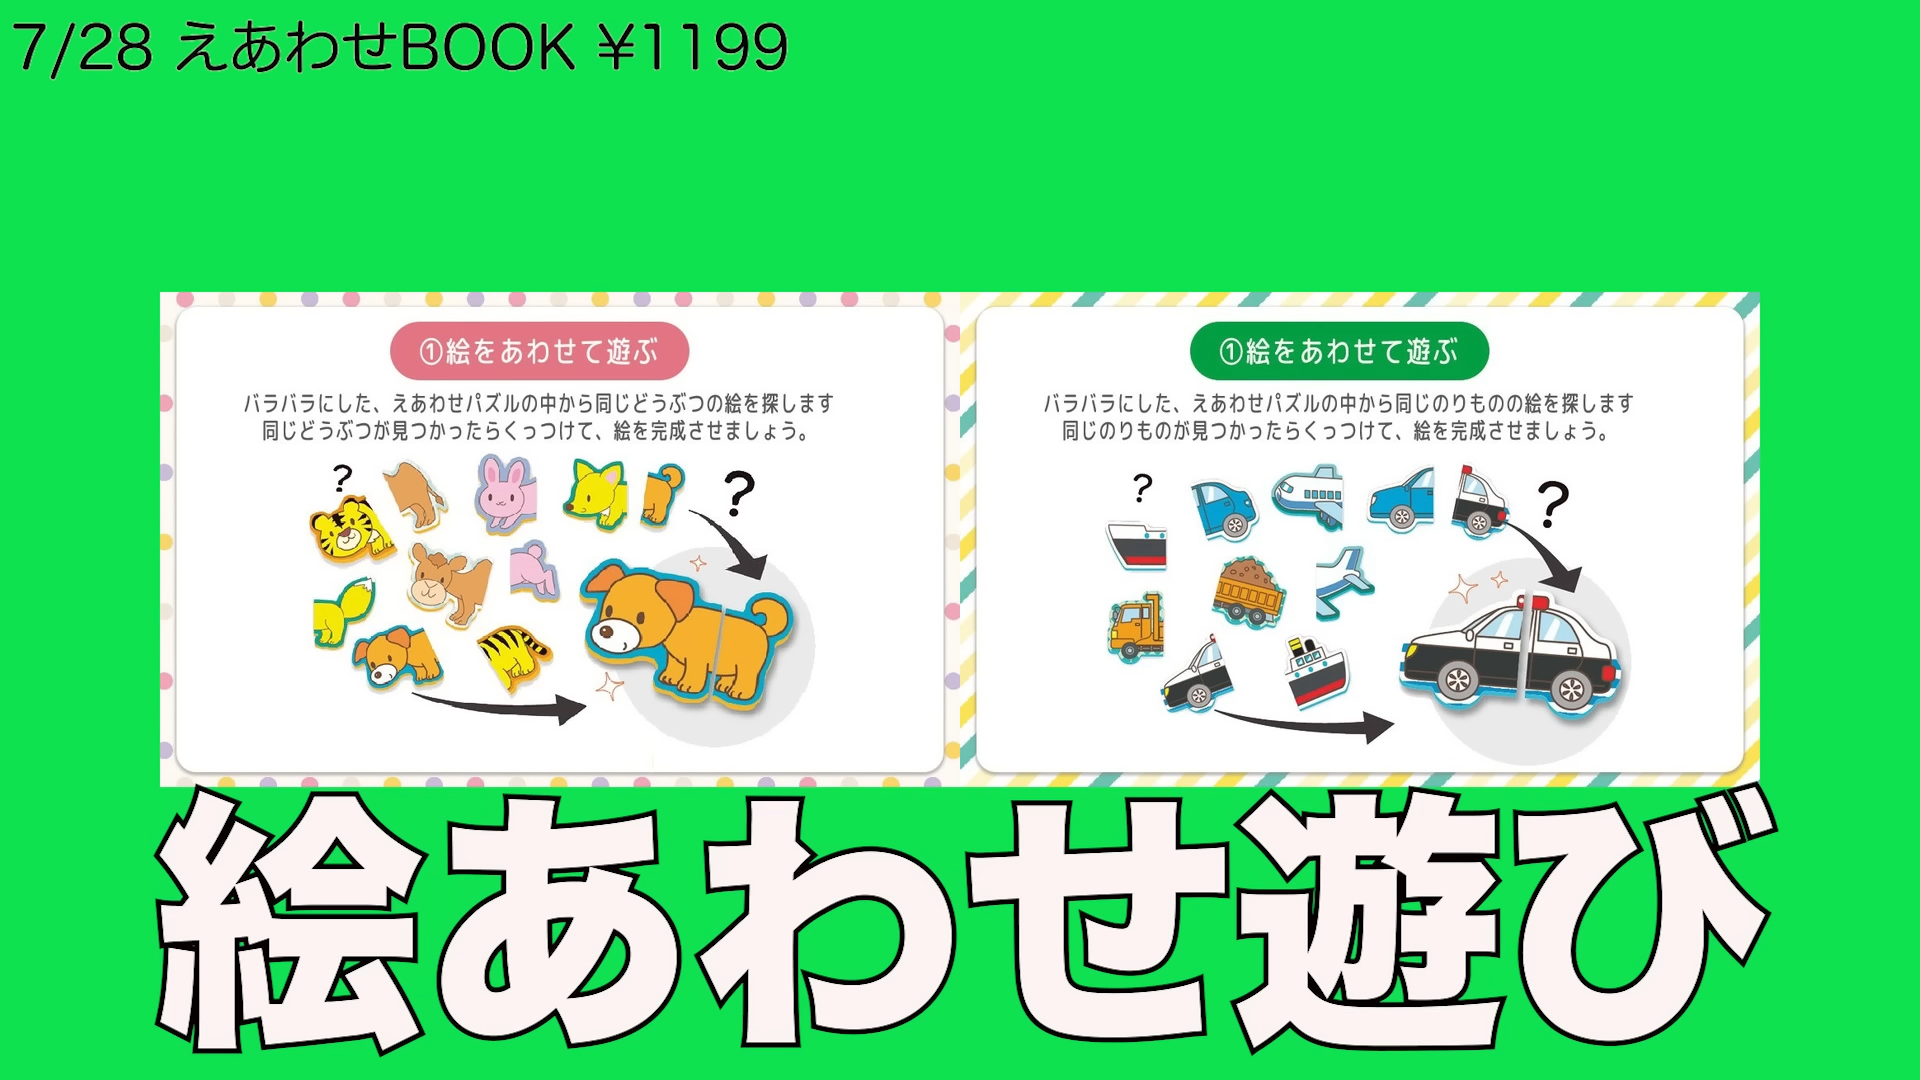 7/28 えあわせBOOK ¥1199
①絵をあわせて遊ぶ
バラバラにした、えあわせパズルの中から同じどうぶつの絵を探します
同じどうぶつが見つかったらくっつけて、絵を完成させましょう。
?
?
①絵をあわせて遊ぶ
バラバラにした、えあわせパズルの中から同じのりものの絵を探します
同じのりものが見つかったらくっつけて、絵を完成させましょう。
?
?
絵あわせ遊び